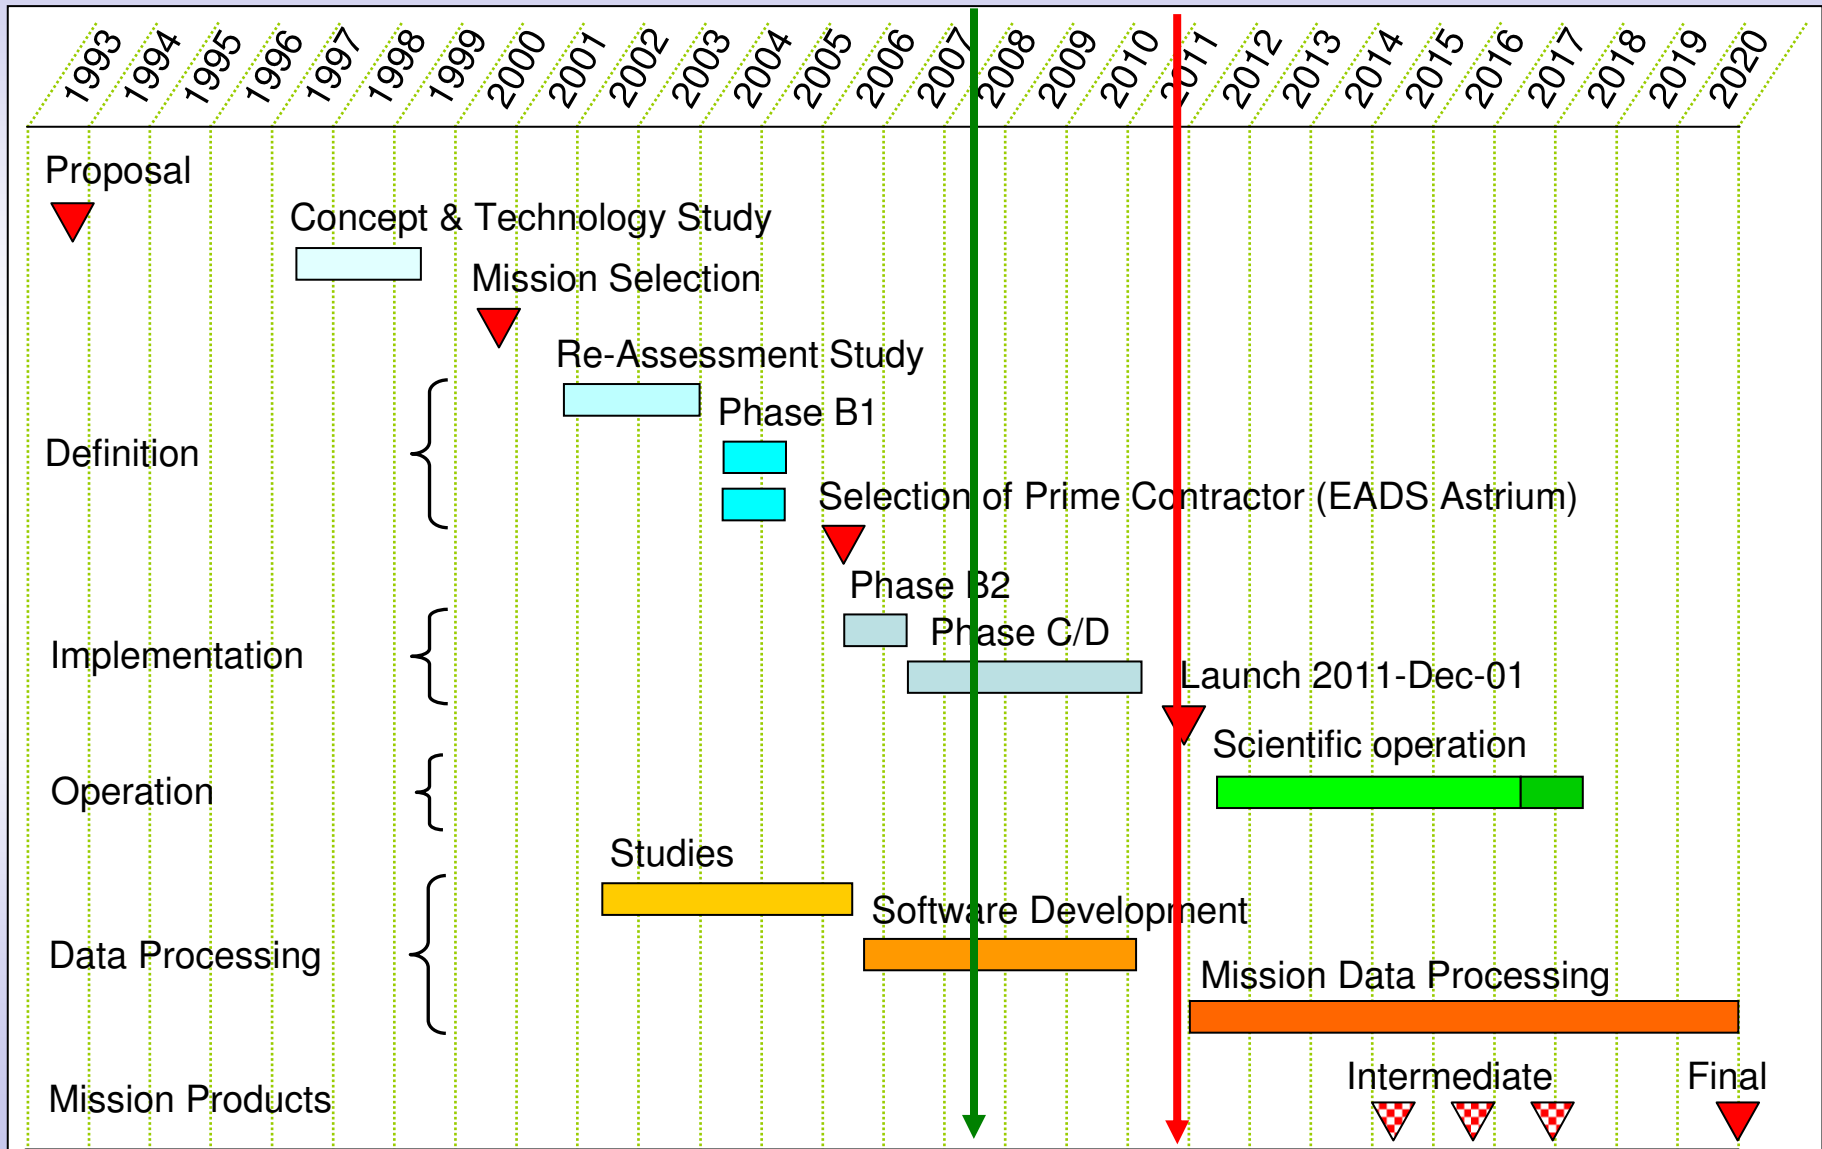 1993 1994 1995 1996 1997 1998 1999 2000 2001 2002 2003 2004 2005 2006 2007 2008 2009 2010 2011 2012 2013 2014 2015 2016 2017 2018 2019 2020
Proposal
Concept & Technology Study
Mission Selection
Re-Assessment Study
Phase B1
Definition
Selection of Prime Contractor (EADS Astrium)
Phase B2
Phase C/D
Implementation
Launch 2011-Dec-01
Scientific operation
Operation
Studies
Software Development
Data Processing
Mission Data Processing
Intermediate Final
Mission Products